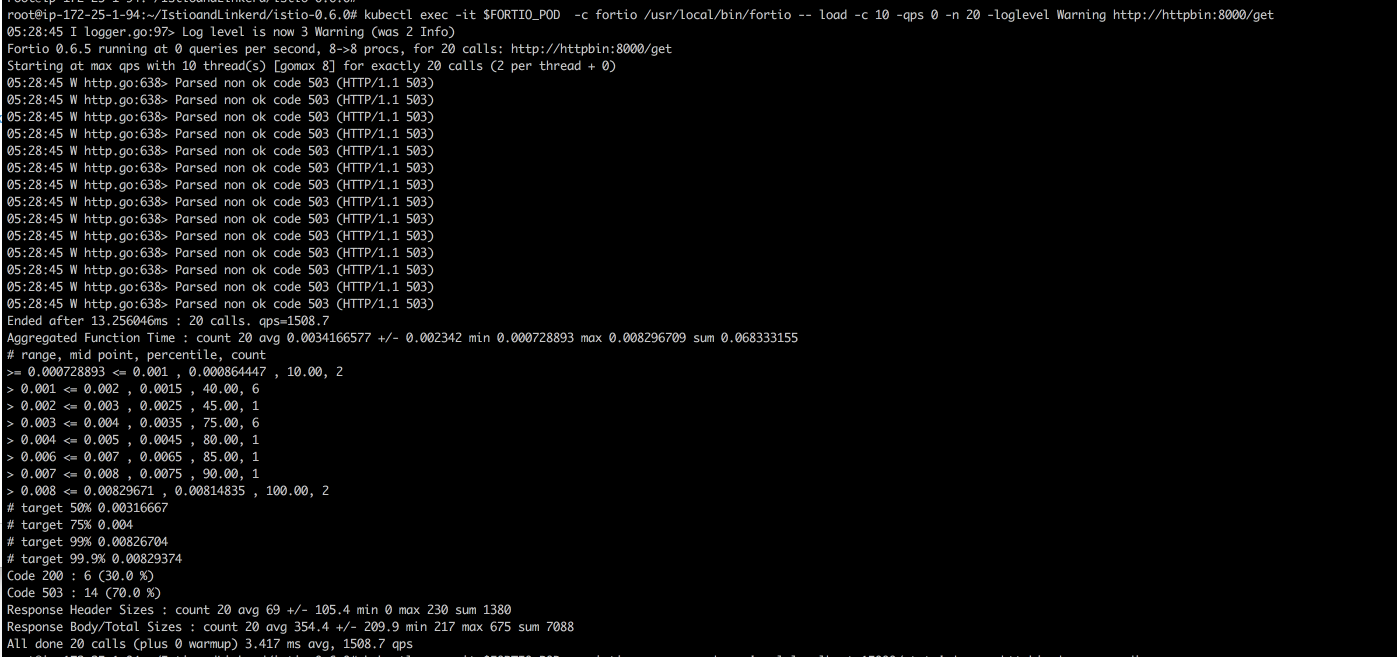 root@ip-172-25-1-94:~/IstioandLinkerd/istio-0.6.0# kubectl exec -it $FORTIO_POD  -c fortio /usr/local/bin/fortio -- load -c 10 -qps 0 -n 20 -loglevel Warning http://httpbin:8000/get
05:28:45 I logger.go:97> Log level is now 3 Warning (was 2 Info)
Fortio 0.6.5 running at 0 queries per second, 8->8 procs, for 20 calls: http://httpbin:8000/get
Starting at max qps with 10 thread(s) [gomax 8] for exactly 20 calls (2 per thread + 0)
05:28:45 W http.go:638> Parsed non ok code 503 (HTTP/1.1 503)
05:28:45 W http.go:638> Parsed non ok code 503 (HTTP/1.1 503)
05:28:45 W http.go:638> Parsed non ok code 503 (HTTP/1.1 503)
05:28:45 W http.go:638> Parsed non ok code 503 (HTTP/1.1 503)
05:28:45 W http.go:638> Parsed non ok code 503 (HTTP/1.1 503)
05:28:45 W http.go:638> Parsed non ok code 503 (HTTP/1.1 503)
05:28:45 W http.go:638> Parsed non ok code 503 (HTTP/1.1 503)
05:28:45 W http.go:638> Parsed non ok code 503 (HTTP/1.1 503)
05:28:45 W http.go:638> Parsed non ok code 503 (HTTP/1.1 503)
05:28:45 W http.go:638> Parsed non ok code 503 (HTTP/1.1 503)
05:28:45 W http.go:638> Parsed non ok code 503 (HTTP/1.1 503)
05:28:45 W http.go:638> Parsed non ok code 503 (HTTP/1.1 503)
05:28:45 W http.go:638> Parsed non ok code 503 (HTTP/1.1 503)
05:28:45 W http.go:638> Parsed non ok code 503 (HTTP/1.1 503)
Ended after 13.256046ms : 20 calls. qps=1508.7
Aggregated Function Time : count 20 avg 0.0034166577 +/- 0.002342 min 0.000728893 max 0.008296709 sum 0.068333155
# range, mid point, percentile, count
>= 0.000728893 <= 0.001 , 0.000864447 , 10.00, 2
> 0.001 <= 0.002 , 0.0015 , 40.00, 6
> 0.002 <= 0.003 , 0.0025 , 45.00, 1
> 0.003 <= 0.004 , 0.0035 , 75.00, 6
> 0.004 <= 0.005 , 0.0045 , 80.00, 1
> 0.006 <= 0.007 , 0.0065 , 85.00, 1
> 0.007 <= 0.008 , 0.0075 , 90.00, 1
> 0.008 <= 0.00829671 , 0.00814835 , 100.00, 2
# target 50% 0.00316667
# target 75% 0.004
# target 99% 0.00826704
# target 99.9% 0.00829374
Code 200 : 6 (30.0 %)
Code 503 : 14 (70.0 %)
Response Header Sizes : count 20 avg 69 +/- 105.4 min 0 max 230 sum 1380
Response Body/Total Sizes : count 20 avg 354.4 +/- 209.9 min 217 max 675 sum 7088
All done 20 calls (plus 0 warmup) 3.417 ms avg, 1508.7 qps